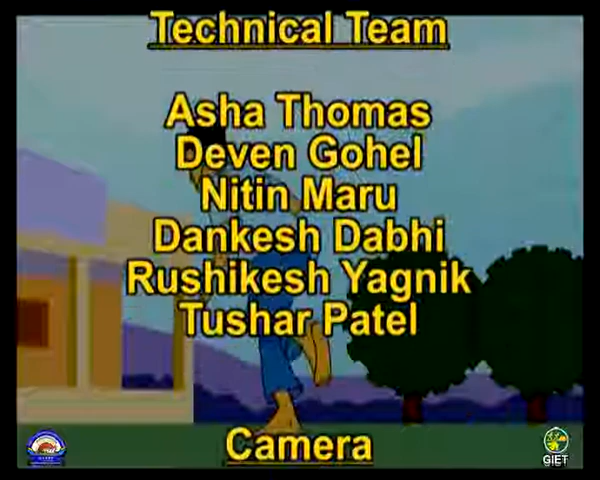 Technical Team
Asha Thomas
Deven Gohel
Nitin Maru
Dankesh Dabhi
Rushikesh Yagnik
Tushar Patel
Camera
GIET